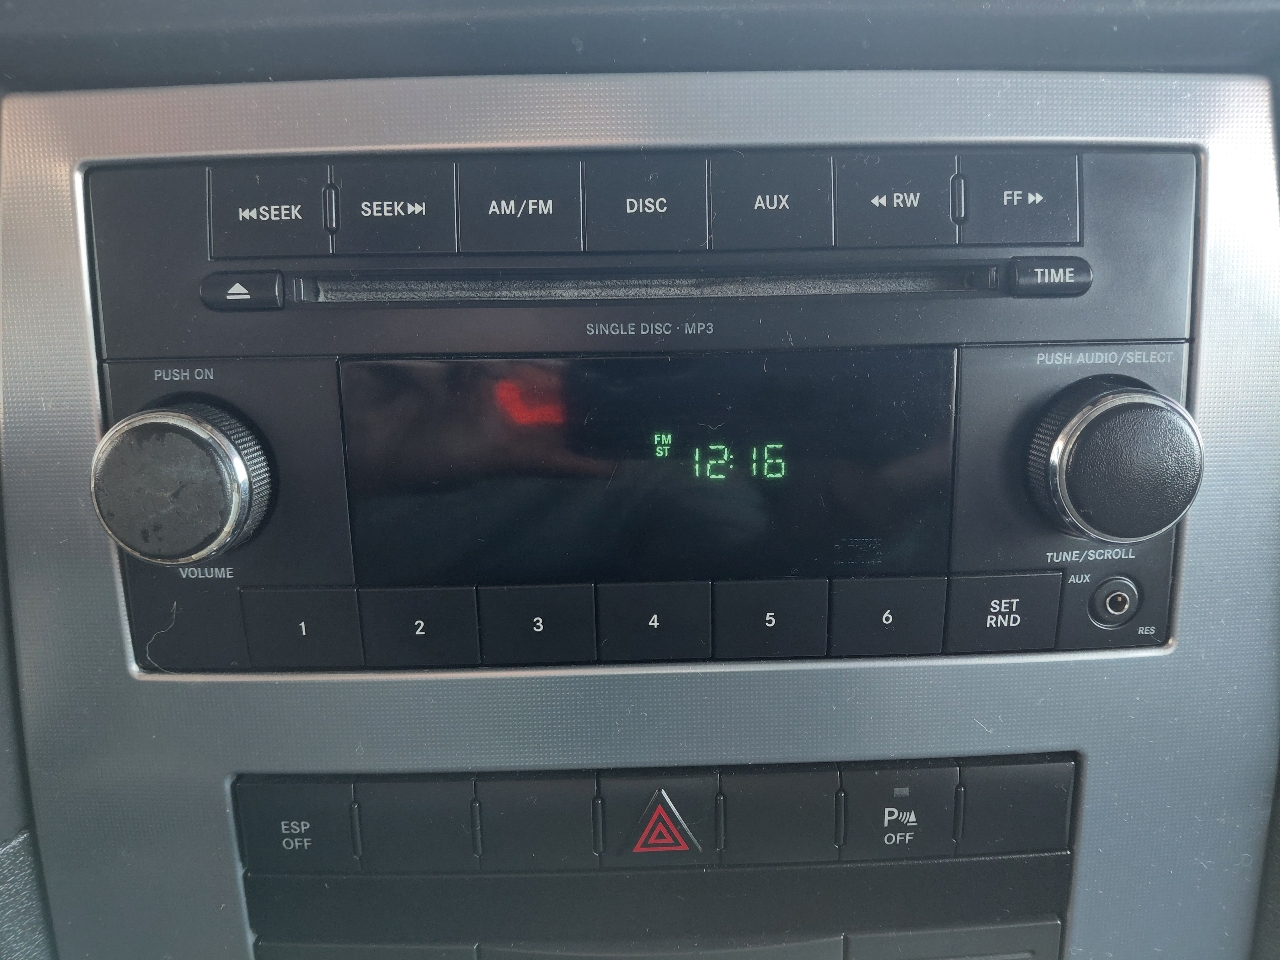 ⏮SEEK
SEEK⏭
AM/FM
DISC
AUX
◀◀ RW
FF ▶▶
TIME
SINGLE DISC · MP3
PUSH ON
PUSH AUDIO/SELECT
FM
ST
12:16
VOLUME
TUNE/SCROLL
AUX
RES
1
2
3
4
5
6
SET
RND
ESP
OFF
P
OFF